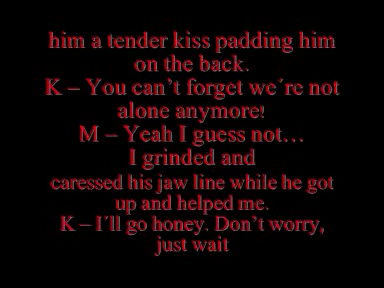 him a tender kiss padding him
on the back.
K – You can't forget we´re not
alone anymore!
M – Yeah I guess not…
I grinded and
caressed his jaw line while he got
up and helped me.
K – I´ll go honey. Don't worry,
just wait